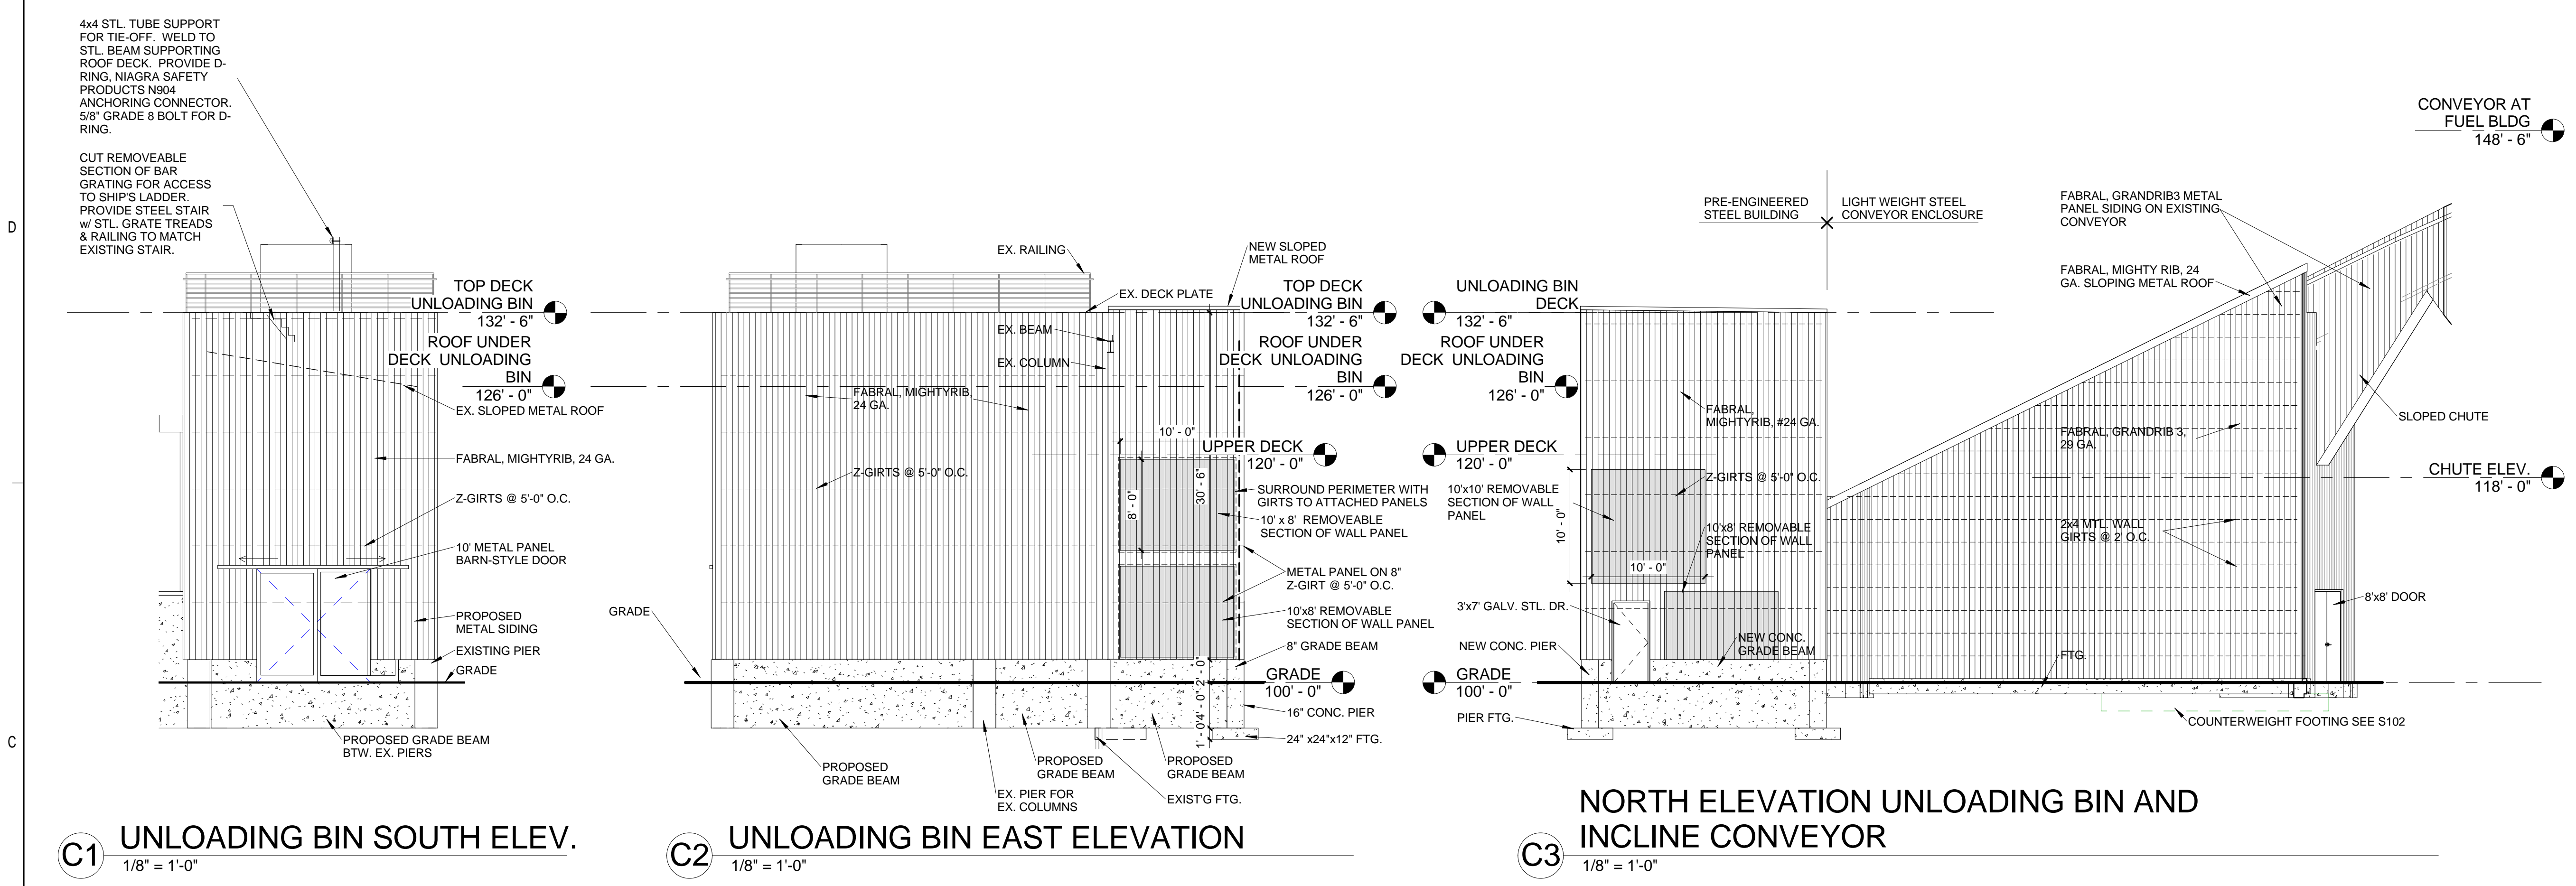 4x4 STL. TUBE SUPPORT
FOR TIE-OFF.  WELD TO
STL. BEAM SUPPORTING
ROOF DECK.  PROVIDE D-
RING, NIAGRA SAFETY
PRODUCTS N904
ANCHORING CONNECTOR.
5/8" GRADE 8 BOLT FOR D-
RING.
CUT REMOVEABLE
SECTION OF BAR
GRATING FOR ACCESS
TO SHIP'S LADDER.
PROVIDE STEEL STAIR
w/ STL. GRATE TREADS
& RAILING TO MATCH
EXISTING STAIR.
D
C
TOP DECK
UNLOADING BIN
132' - 6"
ROOF UNDER
DECK  UNLOADING
BIN
126' - 0"
EX. SLOPED METAL ROOF
FABRAL, MIGHTYRIB, 24 GA.
Z-GIRTS @ 5'-0" O.C.
10' METAL PANEL
BARN-STYLE DOOR
PROPOSED
METAL SIDING
EXISTING PIER
GRADE
PROPOSED GRADE BEAM
BTW. EX. PIERS
C1
UNLOADING BIN SOUTH ELEV.
1/8" = 1'-0"
EX. RAILING
NEW SLOPED
METAL ROOF
EX. DECK PLATE
TOP DECK
UNLOADING BIN
132' - 6"
EX. BEAM
EX. COLUMN
ROOF UNDER
DECK  UNLOADING
BIN
126' - 0"
FABRAL, MIGHTYRIB,
24 GA.
10' - 0"
UPPER DECK
120' - 0"
Z-GIRTS @ 5'-0" O.C.
8' - 0"
30' - 6"
SURROUND PERIMETER WITH
GIRTS TO ATTACHED PANELS
10' x 8'  REMOVEABLE
SECTION OF WALL PANEL
METAL PANEL ON 8"
Z-GIRT @ 5'-0" O.C.
10'x8' REMOVABLE
SECTION OF WALL PANEL
GRADE
8" GRADE BEAM
2' - 0"
4' - 0"
1' - 0"
GRADE
100' - 0"
16" CONC. PIER
24" x24"x12" FTG.
PROPOSED
GRADE BEAM
PROPOSED
GRADE BEAM
PROPOSED
GRADE BEAM
EX. PIER FOR
EX. COLUMNS
EXIST'G FTG.
C2
UNLOADING BIN EAST ELEVATION
1/8" = 1'-0"
CONVEYOR AT
FUEL BLDG
148' - 6"
PRE-ENGINEERED
STEEL BUILDING
LIGHT WEIGHT STEEL
CONVEYOR ENCLOSURE
FABRAL, GRANDRIB3 METAL
PANEL SIDING ON EXISTING
CONVEYOR
FABRAL, MIGHTY RIB, 24
GA. SLOPING METAL ROOF
UNLOADING BIN
DECK
132' - 6"
ROOF UNDER
DECK  UNLOADING
BIN
126' - 0"
FABRAL,
MIGHTYRIB, #24 GA.
SLOPED CHUTE
FABRAL, GRANDRIB 3,
29 GA.
UPPER DECK
120' - 0"
CHUTE ELEV.
118' - 0"
Z-GIRTS @ 5'-0" O.C.
10'x10' REMOVABLE
SECTION OF WALL
PANEL
10' - 0"
10'x8' REMOVABLE
SECTION OF WALL
PANEL
2x4 MTL. WALL
GIRTS @ 2' O.C.
10' - 0"
8'x8' DOOR
3'x7' GALV. STL. DR.
NEW CONC. PIER
NEW CONC.
GRADE BEAM
FTG.
GRADE
100' - 0"
PIER FTG.
COUNTERWEIGHT FOOTING SEE S102
C3
NORTH ELEVATION UNLOADING BIN AND
INCLINE CONVEYOR
1/8" = 1'-0"